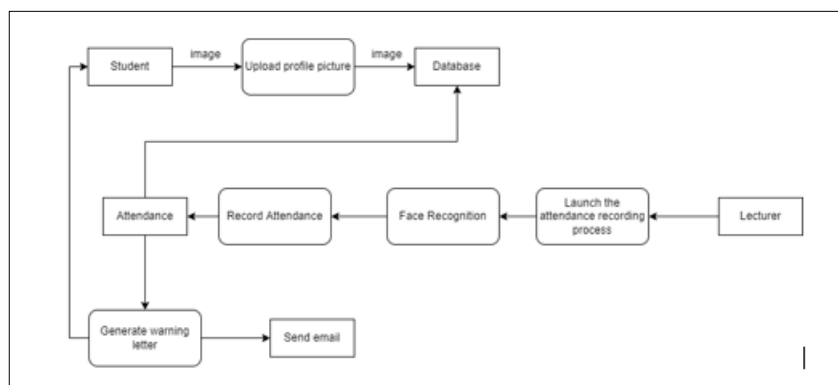 image
image
Student
Upload profile picture
Database
Attendance
Record Attendance
Face Recognition
Launch the
attendance recording
process
Lecturer
Generate warning
letter
Send email